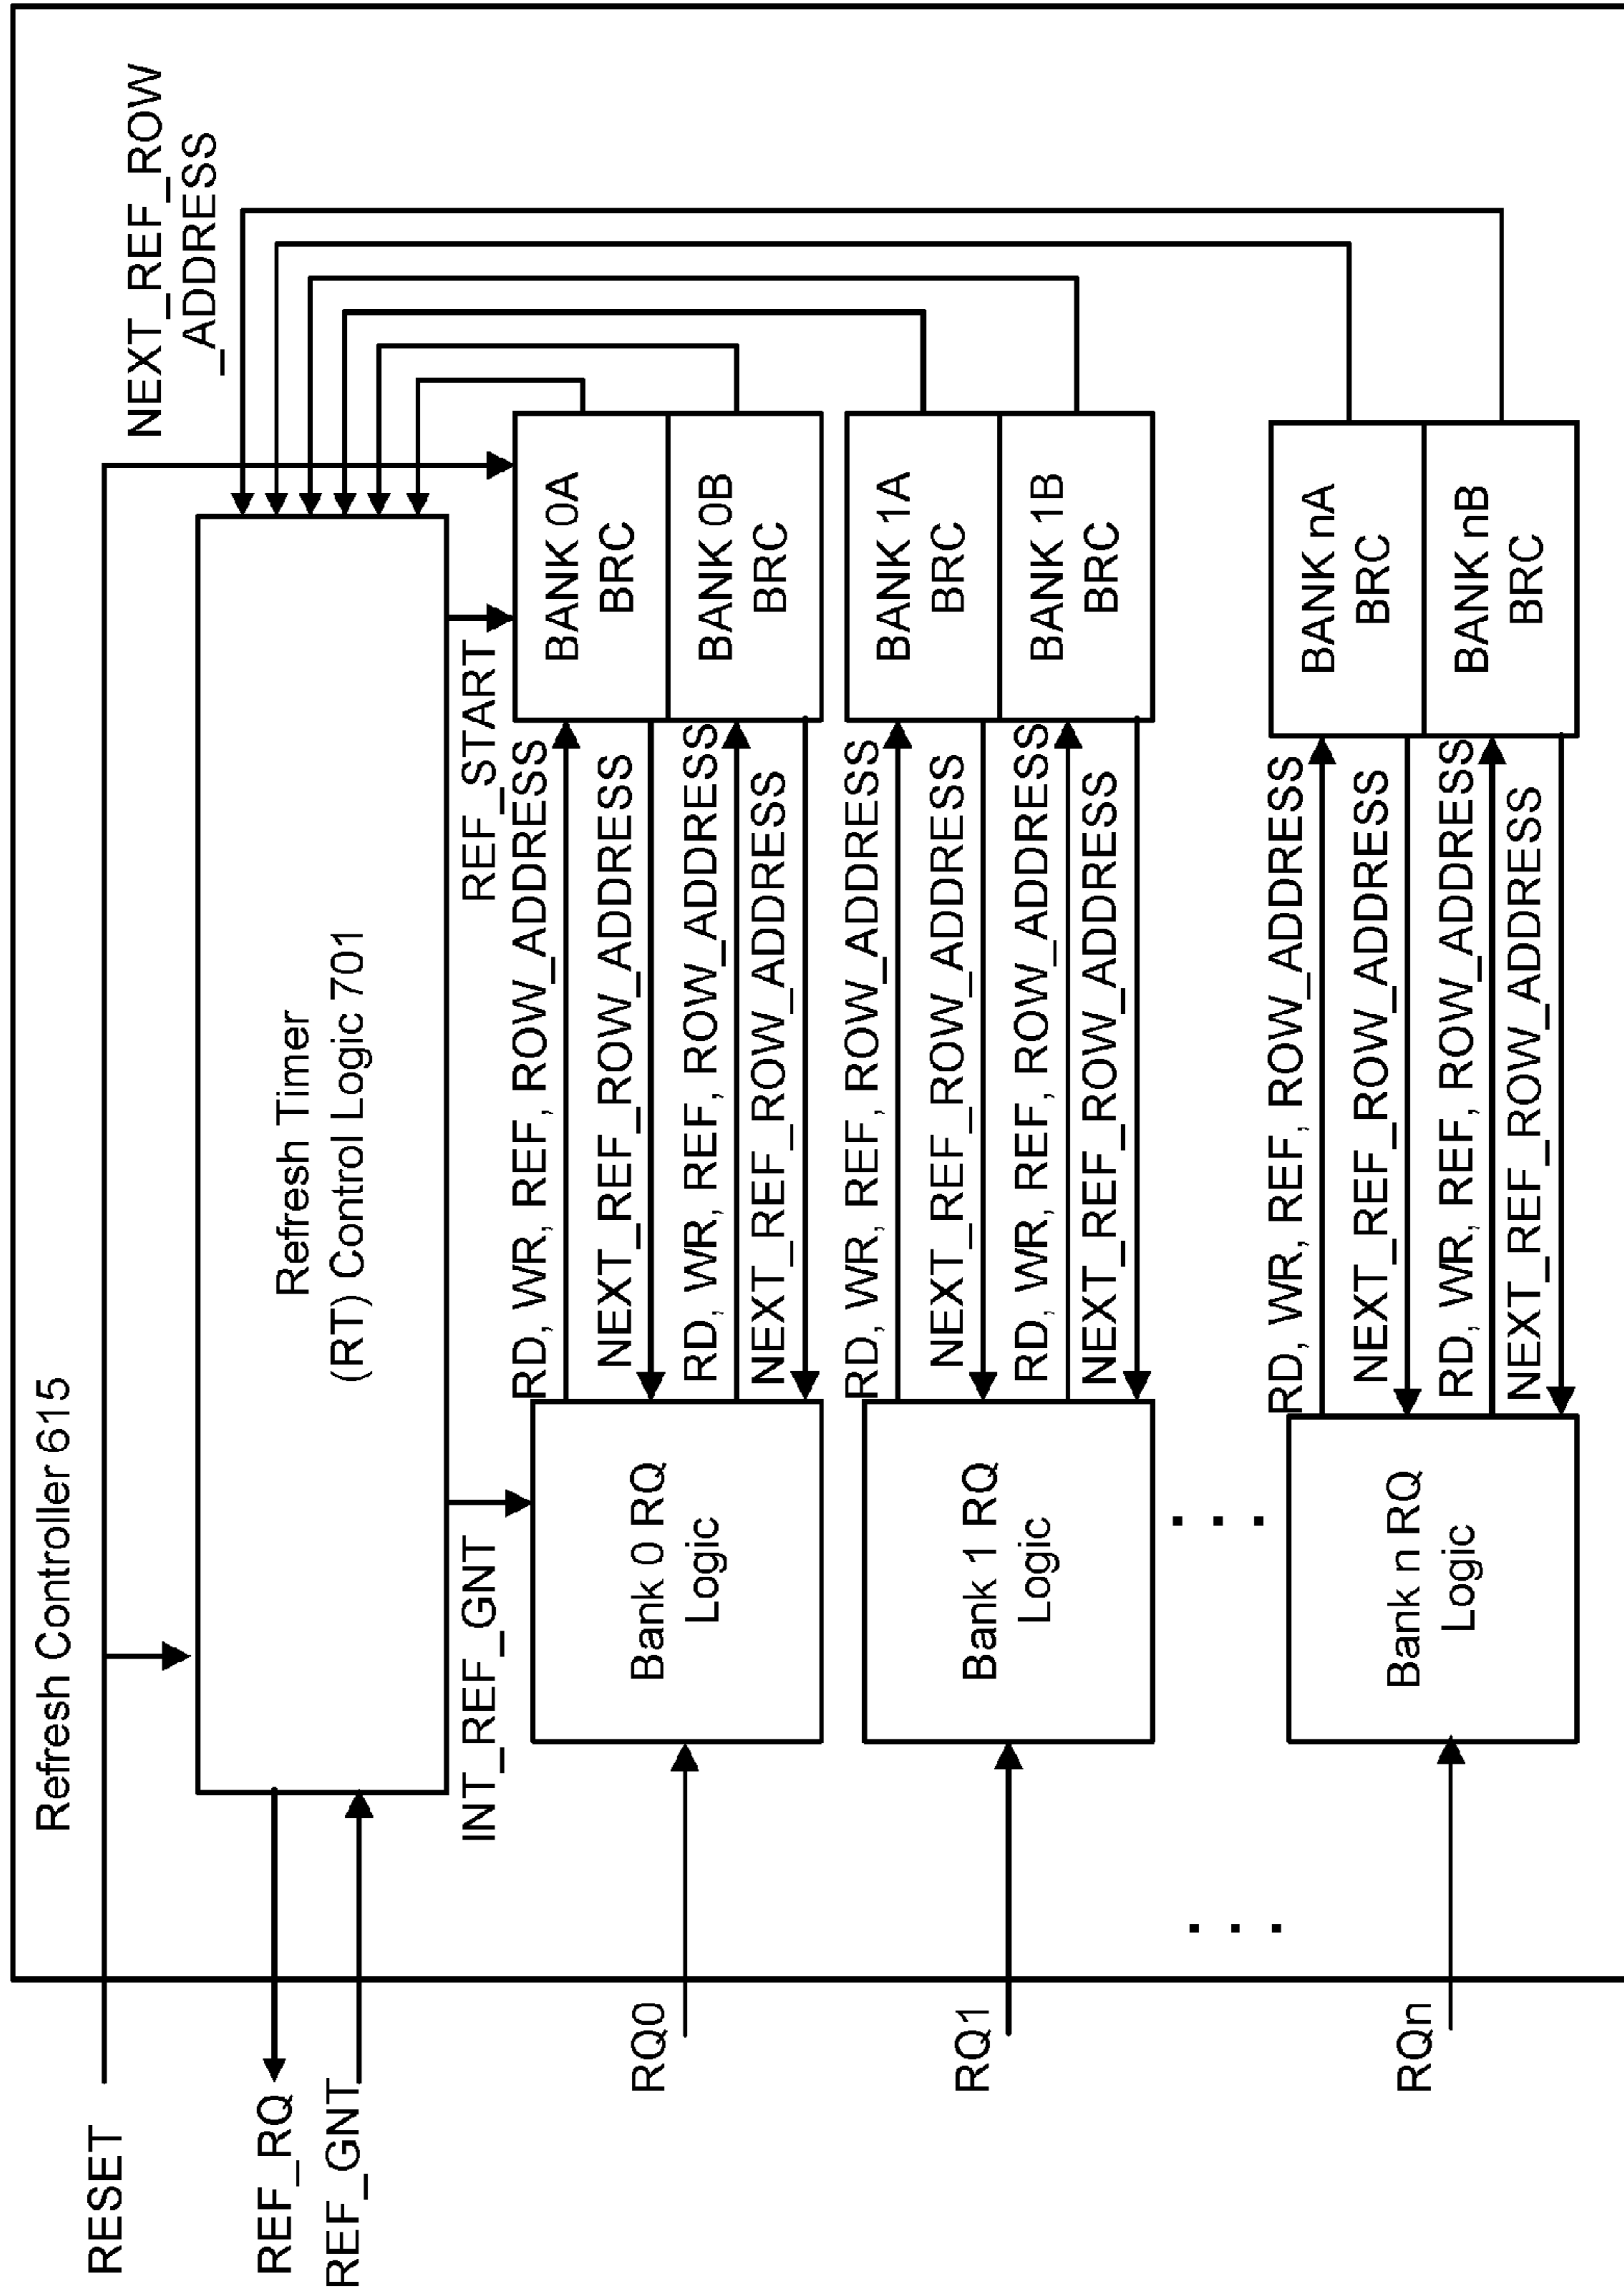 Refresh Controller 615
RESET
REF_RQ
REF_GNT
Refresh Timer
(RT) Control Logic 701
NEXT_REF_ROW
_ADDRESS
INT_REF_GNT
REF_START
RQ0
Bank 0 RQ
Logic
RD, WR, REF, ROW_ADDRESS
NEXT_REF_ROW_ADDRESS
RD, WR, REF, ROW_ADDRESS
NEXT_REF_ROW_ADDRESS
BANK 0A
BRC
BANK 0B
BRC
RQ1
Bank 1 RQ
Logic
RD, WR, REF, ROW_ADDRESS
NEXT_REF_ROW_ADDRESS
RD, WR, REF, ROW_ADDRESS
NEXT_REF_ROW_ADDRESS
BANK 1A
BRC
BANK 1B
BRC
. . .
. . .
RQn
Bank n RQ
Logic
RD, WR, REF, ROW_ADDRESS
NEXT_REF_ROW_ADDRESS
RD, WR, REF, ROW_ADDRESS
NEXT_REF_ROW_ADDRESS
BANK nA
BRC
BANK nB
BRC